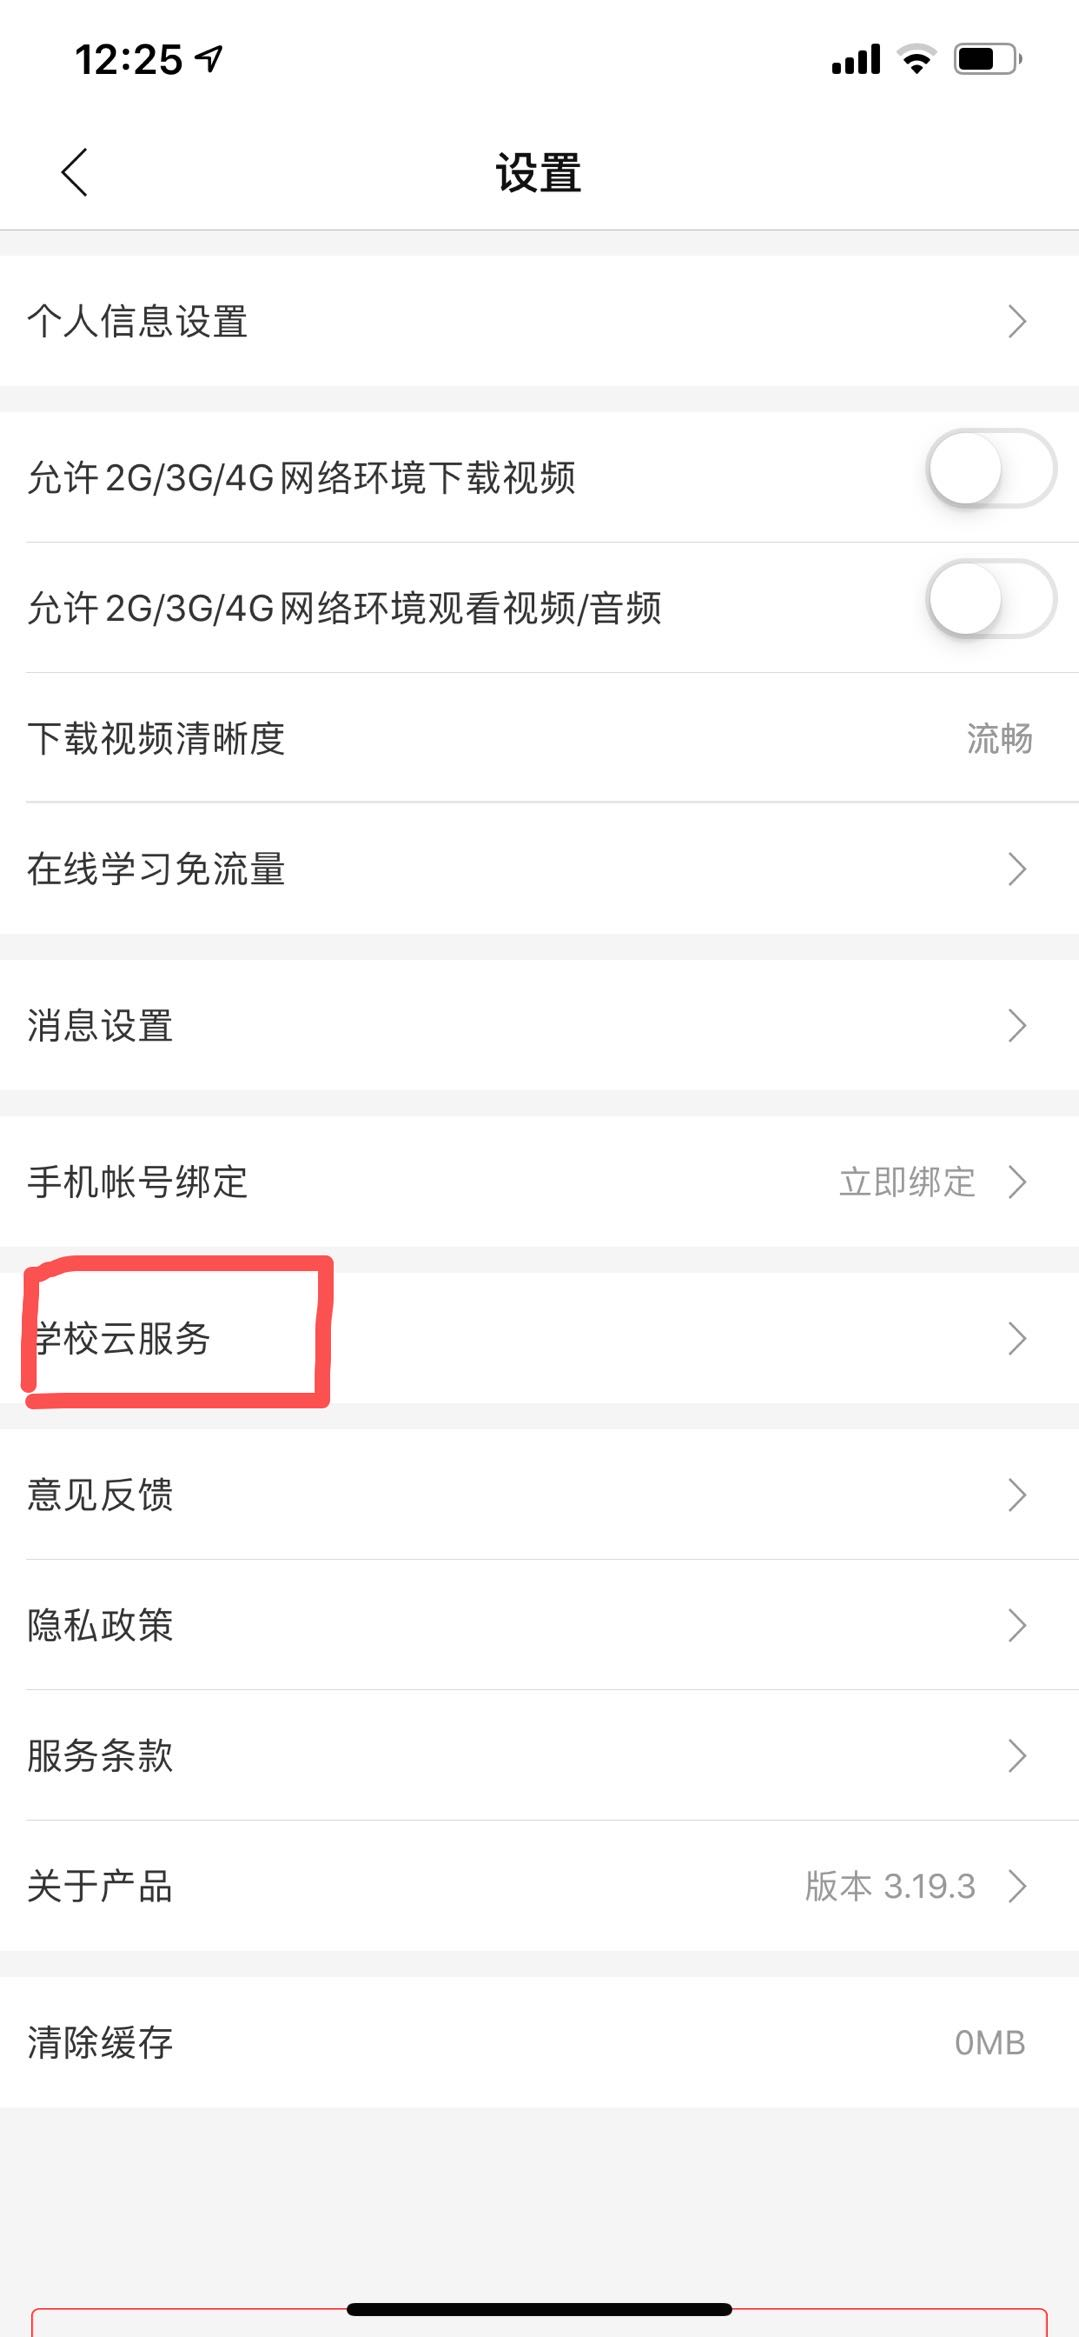 12:25
设置
个人信息设置
允许2G/3G/4G网络环境下载视频
允许2G/3G/4G网络环境观看视频/音频
下载视频清晰度 流畅
在线学习免流量
消息设置
手机帐号绑定 立即绑定
学校云服务
意见反馈
隐私政策
服务条款
关于产品 版本 3.19.3
清除缓存 0MB